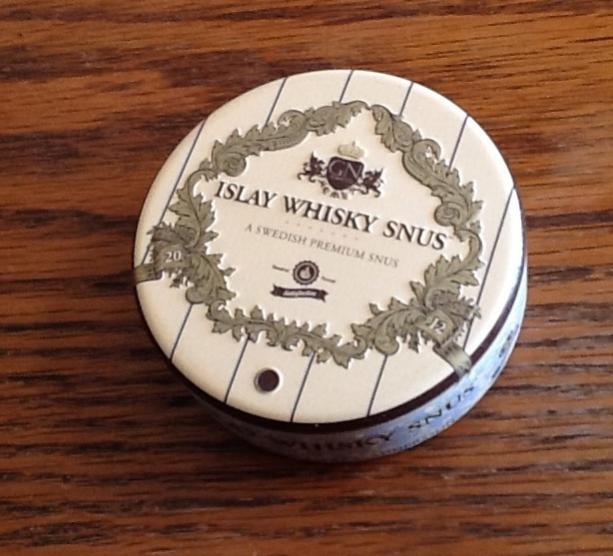 GN
ISLAY WHISKY SNUS
A SWEDISH PREMIUM SNUS
20
12
WHISKY SNUS